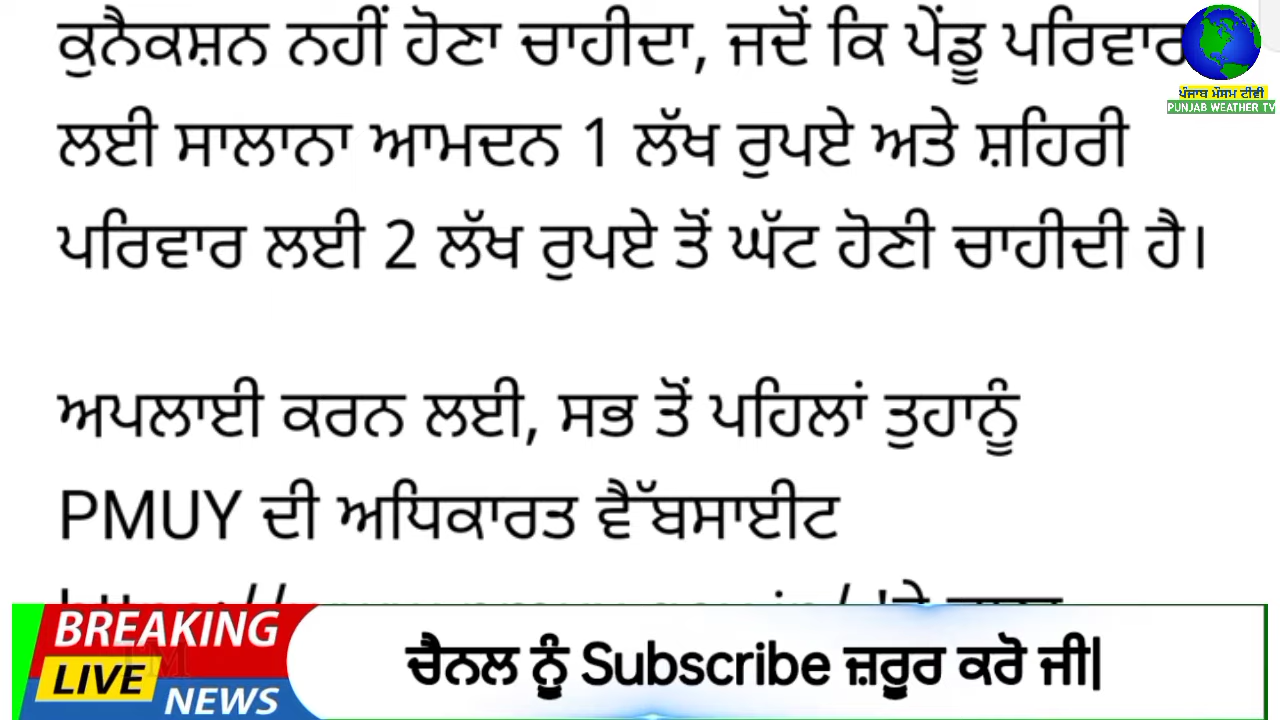 ਕੁਨੈਕਸ਼ਨ ਨਹੀਂ ਹੋਣਾ ਚਾਹੀਦਾ, ਜਦੋਂ ਕਿ ਪੇਂਡੂ ਪਰਿਵਾਰ
ਪੰਜਾਬ ਮੌਸਮ ਟੀਵੀ
PUNJAB WEATHER TV
ਲਈ ਸਾਲਾਨਾ ਆਮਦਨ 1 ਲੱਖ ਰੁਪਏ ਅਤੇ ਸ਼ਹਿਰੀ
ਪਰਿਵਾਰ ਲਈ 2 ਲੱਖ ਰੁਪਏ ਤੋਂ ਘੱਟ ਹੋਣੀ ਚਾਹੀਦੀ ਹੈ।
ਅਪਲਾਈ ਕਰਨ ਲਈ, ਸਭ ਤੋਂ ਪਹਿਲਾਂ ਤੁਹਾਨੂੰ
PMUY ਦੀ ਅਧਿਕਾਰਤ ਵੈੱਬਸਾਈਟ
BREAKING
LIVE
NEWS
ਚੈਨਲ ਨੂੰ Subscribe ਜ਼ਰੂਰ ਕਰੋ ਜੀ|